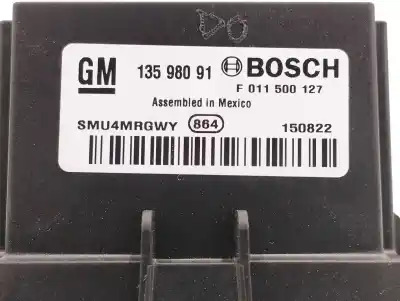 DO
GM 135 980 91 BOSCH
F 011 500 127
Assembled in Mexico
SMU4MRGWY 864 150822